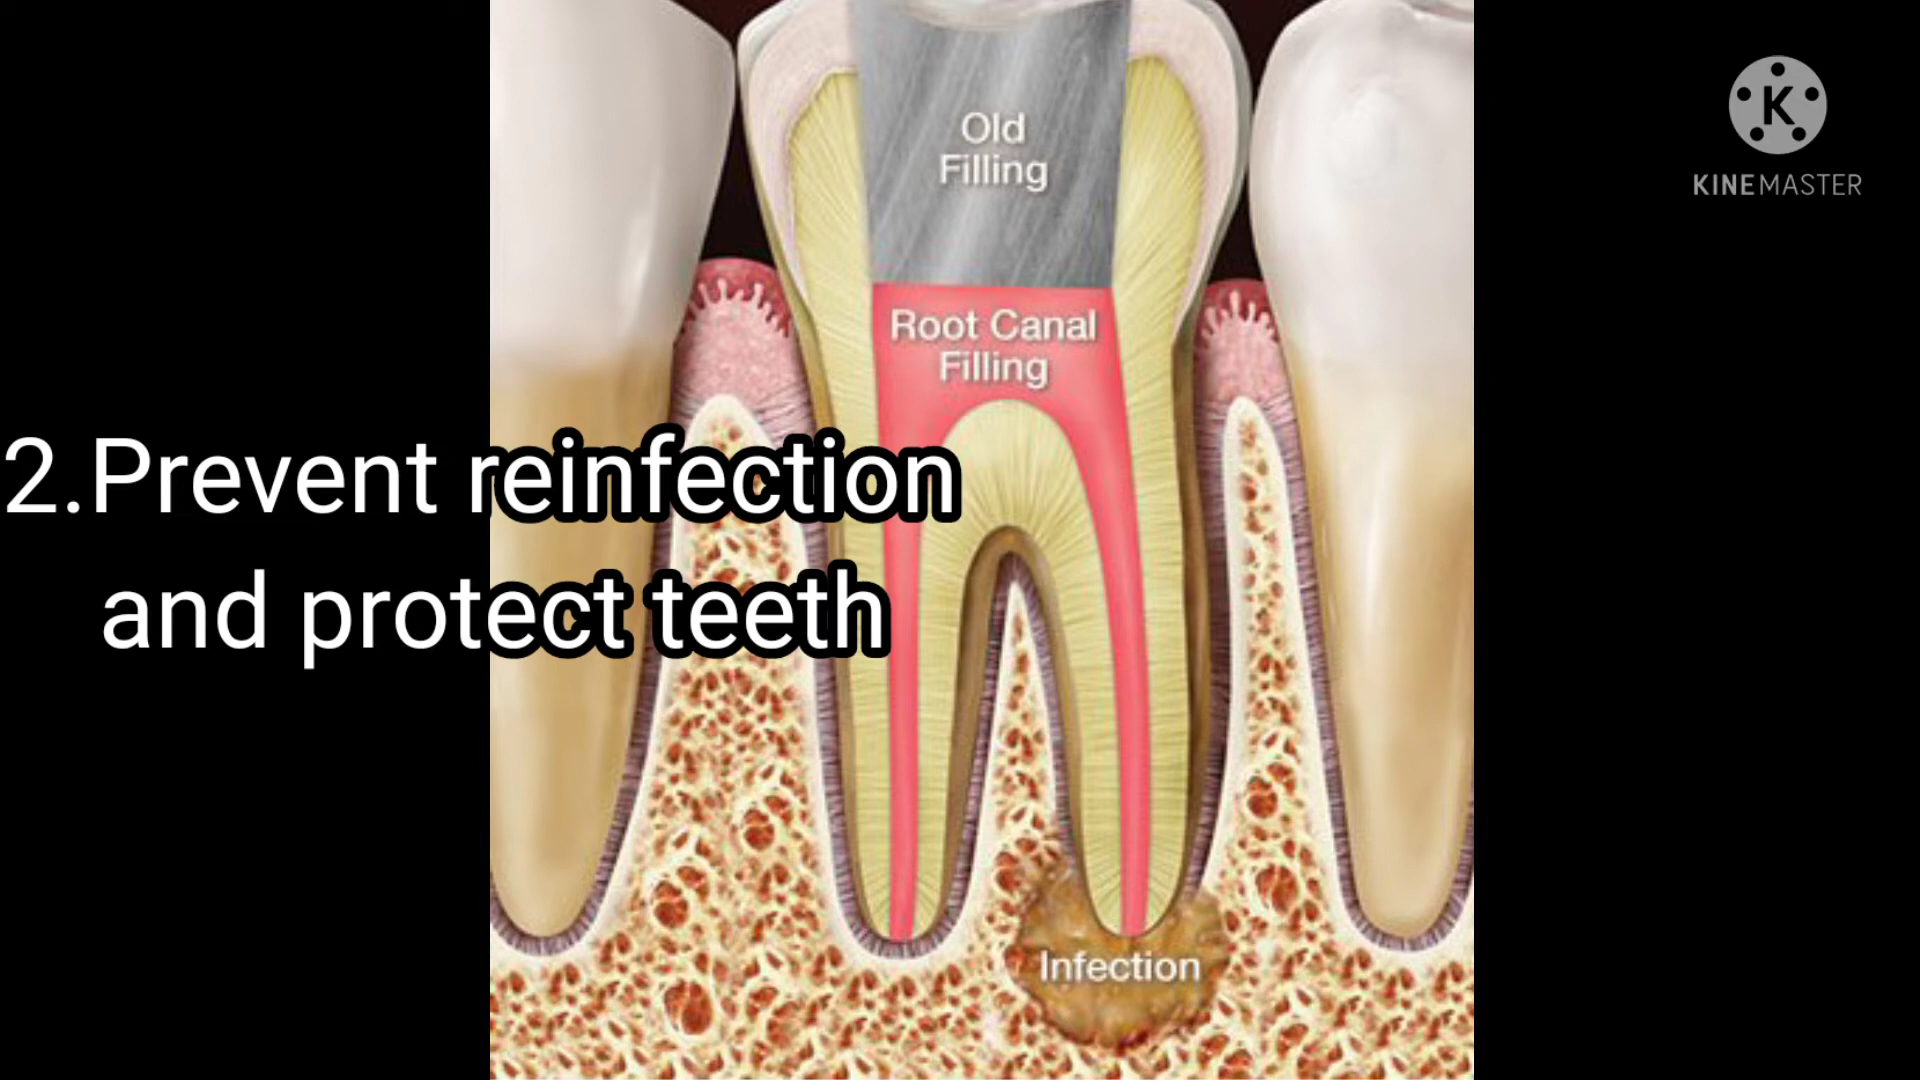 Old
Filling
Root Canal
Filling
2.Prevent reinfection
and protect teeth
Infection
K
KINEMASTER